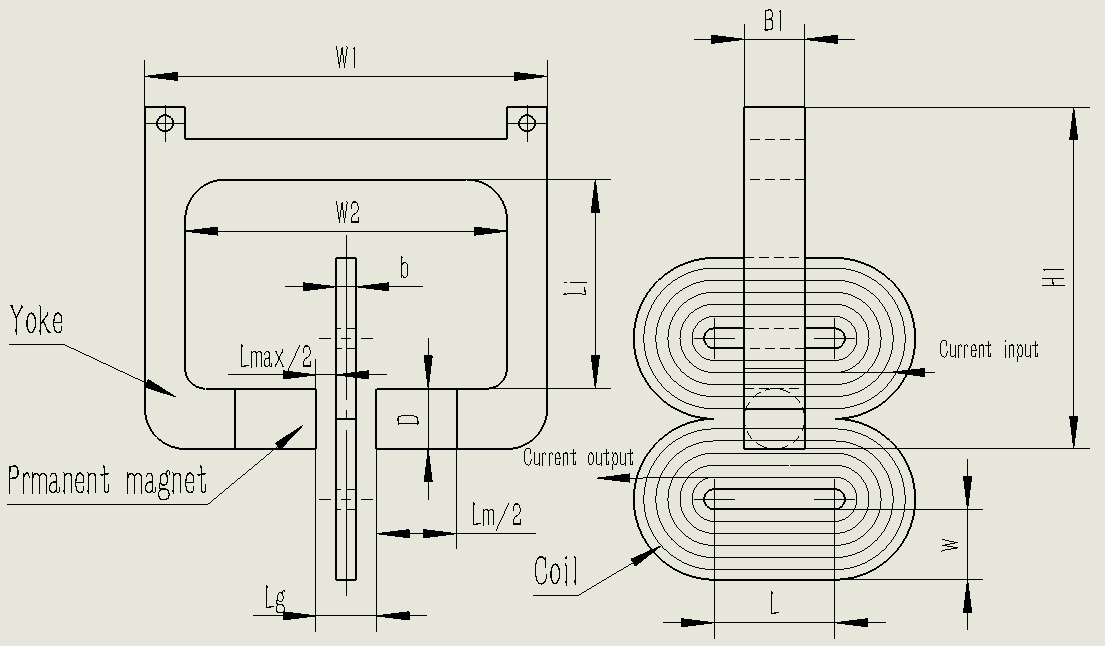 B1
W1
W2
b
Li
H1
Yoke
Lmax/2
Current input
D
Current output
Prmanent magnet
Lm/2
Coil
w
Lg
L